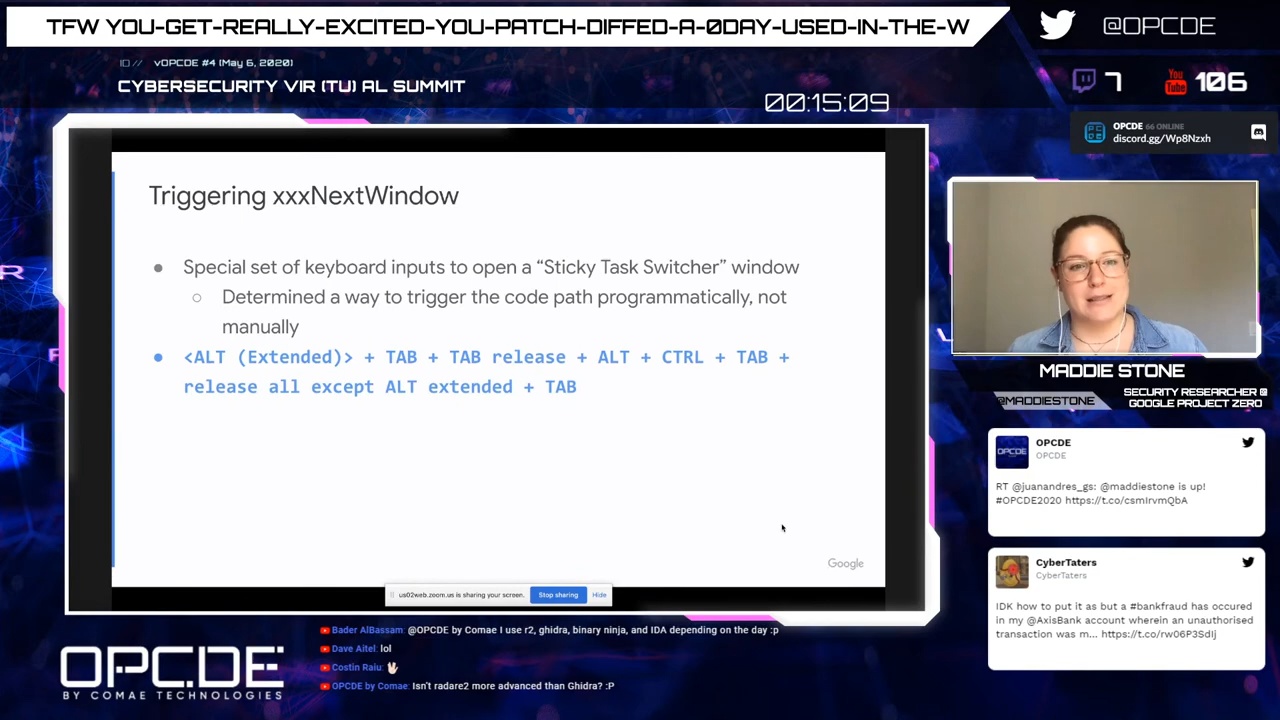 TFW YOU-GET-REALLY-EXCITED-YOU-PATCH-DIFFED-A-0DAY-USED-IN-THE-W
@OPCDE
ID // vOPCDE #4 (May 6, 2020)
CYBERSECURITY VIR (TU) AL SUMMIT
00:15:09
7
You Tube
106
OPCDE 66 ONLINE
discord.gg/Wp8Nzxh
Triggering xxxNextWindow
● Special set of keyboard inputs to open a “Sticky Task Switcher” window
○ Determined a way to trigger the code path programmatically, not
manually
● <ALT (Extended)> + TAB + TAB release + ALT + CTRL + TAB +
release all except ALT extended + TAB
Google
us02web.zoom.us is sharing your screen.
Stop sharing
Hide
MADDIE STONE
@MADDIESTONE
SECURITY RESEARCHER @
GOOGLE PROJECT ZERO
OPCDE
OPCDE
OPCDE
RT @juanandres_gs: @maddiestone is up!
#OPCDE2020 https://t.co/csmIrvmQbA
CyberTaters
CyberTaters
IDK how to put it as but a #bankfraud has occured
in my @AxisBank account wherein an unauthorised
transaction was m... https://t.co/rw06P3SdIj
OPCDE
BY COMAE TECHNOLOGIES
Bader AlBassam: @OPCDE by Comae I use r2, ghidra, binary ninja, and IDA depending on the day :p
Dave Aitel: lol
Costin Raiu: 🖖🏻
OPCDE by Comae: Isn't radare2 more advanced than Ghidra? :P